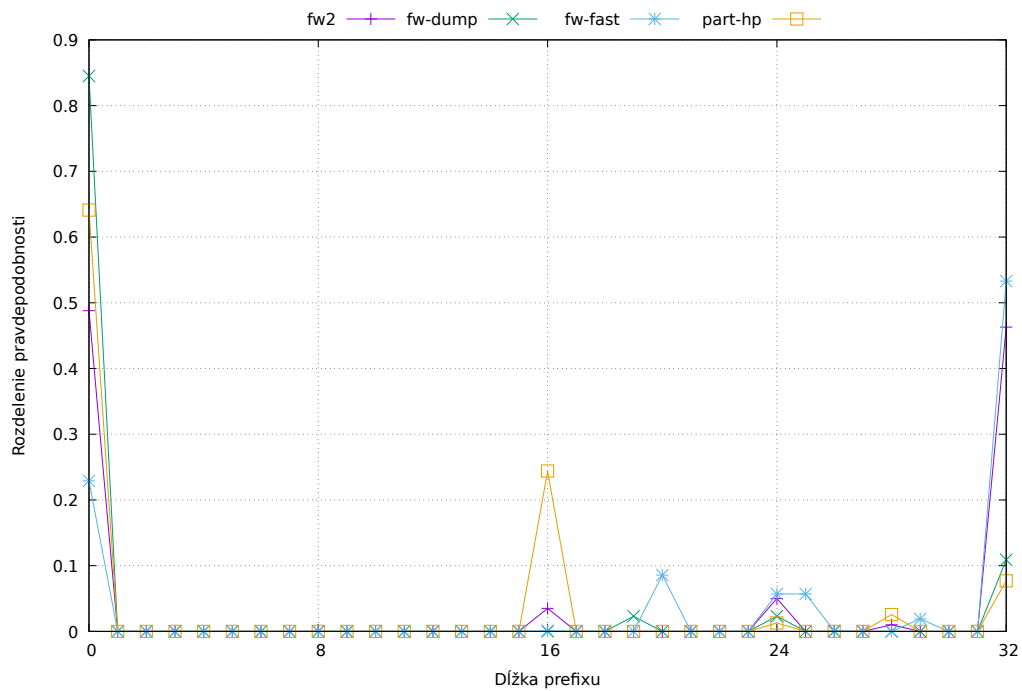 fw2 fw-dump fw-fast part-hp
0.9
0.8
0.7
0.6
0.5
0.4
0.3
0.2
0.1
0
0 8 16 24 32
Rozdelenie pravdepodobnosti
Dĺžka prefixu